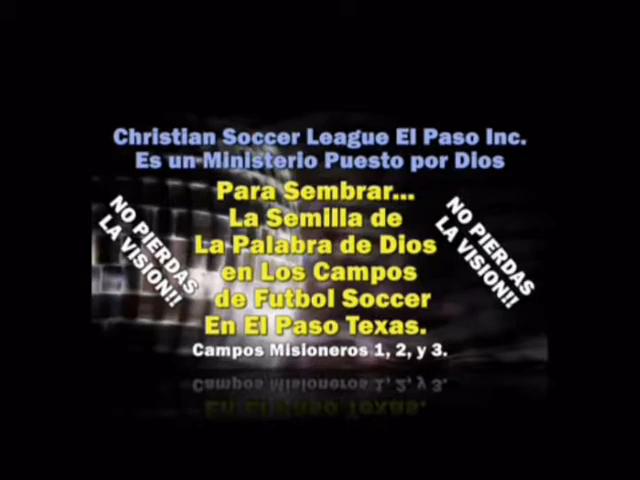 Christian Soccer League El Paso Inc.
Es un Ministerio Puesto por Dios
Para Sembrar...
La Semilla de
La Palabra de Dios
en Los Campos
de Futbol Soccer
En El Paso Texas.
Campos Misioneros 1, 2, y 3.
NO PIERDAS
LA VISION!!
NO PIERDAS
LA VISION!!